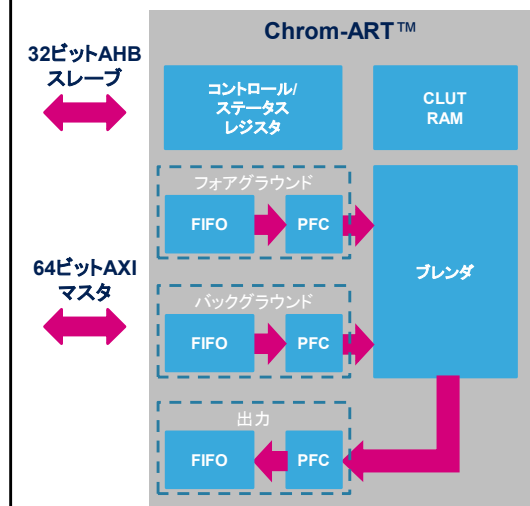 Chrom-ART™
32ビットAHB
スレーブ
コントロール/
ステータス
レジスタ
CLUT
RAM
フォアグラウンド
FIFO
PFC
64ビットAXI
マスタ
ブレンダ
バックグラウンド
FIFO
PFC
出力
FIFO
PFC